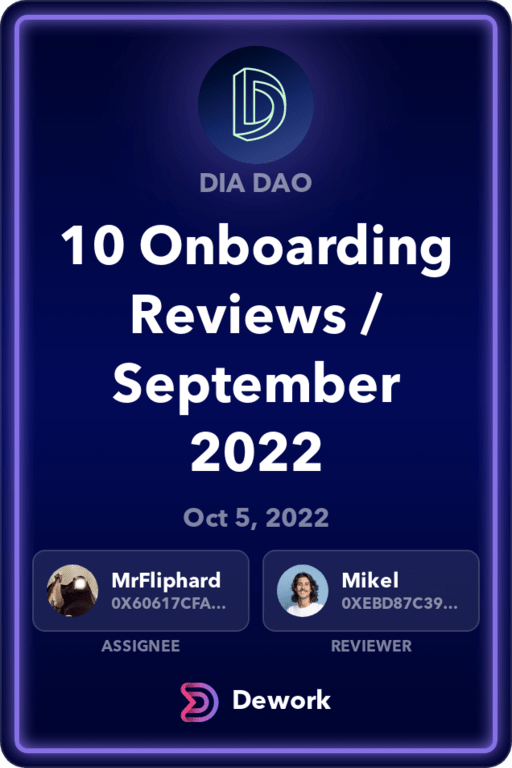 DIA DAO
10 Onboarding
Reviews /
September
2022
Oct 5, 2022
MrFliphard
0X60617CFA...
ASSIGNEE
Mikel
0XEBD87C39...
REVIEWER
Dework